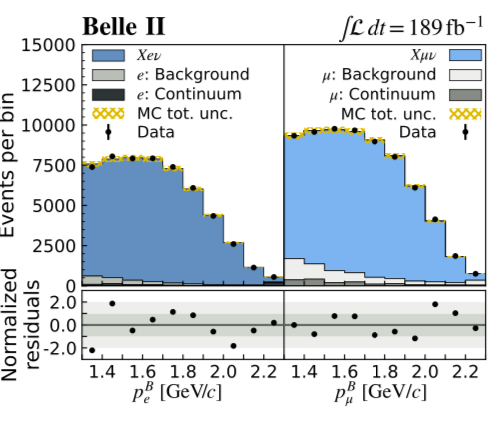 Belle II ∫ℒ dt = 189 fb⁻¹
Events per bin
15000
12500
10000
7500
5000
2500
0
Xeν
e: Background
e: Continuum
MC tot. unc.
Data
Xμν
μ: Background
μ: Continuum
MC tot. unc.
Data
Normalized
residuals
2.0
0.0
−2.0
1.4 1.6 1.8 2.0 2.2 1.4 1.6 1.8 2.0 2.2
p_e^B [GeV/c] p_μ^B [GeV/c]